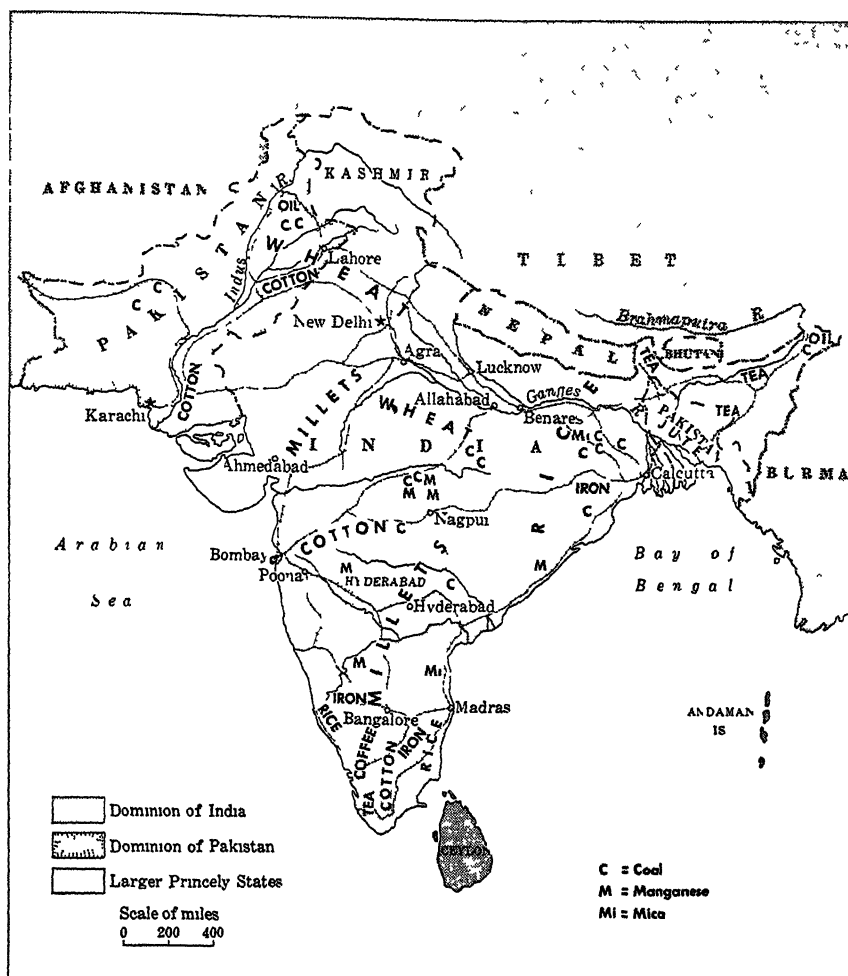 AFGHANISTAN
KASHMIR
PAKISTAN
Indus
R.
OIL
C C
WHEAT
Lahore
COTTON
C C
TIBET
New Delhi
NEPAL
Brahmaputra R
BHUTAN
OIL
C
TEA
TEA
TEA
Agra
Lucknow
Ganges
R
Karachi
COTTON
MILLETS
WHEA
Allahabad
Benares
PAKISTA
JUTE
INDIA
C Mi C
C C C
C
C
Ahmedabad
RICE
Calcutta
BURMA
C C M
M M
IRON
C
Nagpur
COTTON C
Arabian
Sea
Bombay
Poona
M
HYDERABAD
C
Hyderabad
MILLETS
M
Bay of
Bengal
M
Mi
IRON
Bangalore
Madras
RICE
COFFEE
IRON
RICE
COTTON
TEA
ANDAMAN
IS
CEYLON
Dominion of India
Dominion of Pakistan
Larger Princely States
Scale of miles
0 200 400
C = Coal
M = Manganese
Mi = Mica